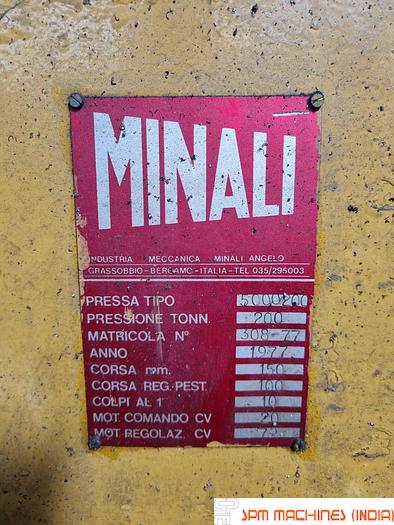 MINALI
INDUSTRIA MECCANICA MINALI ANGELO
GRASSOBBIO-BERGAMO-ITALIA-TEL 035/295003
PRESSA TIPO
PRESSIONE TONN. 200
MATRICOLA N° 308-77
ANNO 1977
CORSA mm. 150
CORSA REG. PEST. 100
COLPI AL 1' 10
MOT. COMANDO CV 20
MOT. REGOLAZ. CV
SPM MACHINES (INDIA)